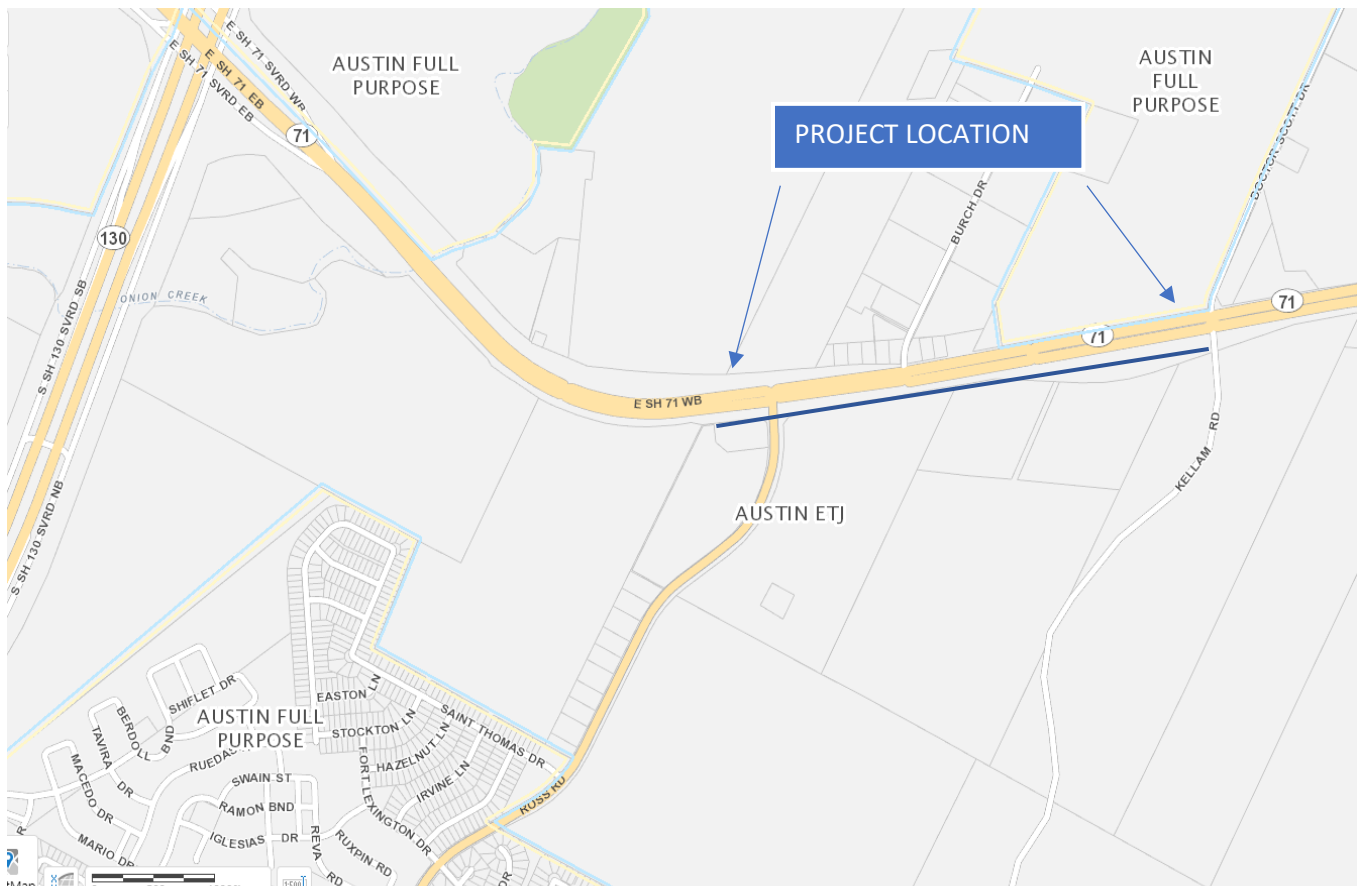 E SH 71 SVRD WB
E SH 71 EB
E SH 71 SVRD EB
71
AUSTIN FULL
PURPOSE
AUSTIN
FULL
PURPOSE
PROJECT LOCATION
DOCTOR SCOTT DR
BURCH DR
130
ONION CREEK
S SH 130 SVRD SB
71
71
E SH 71 WB
KELLAM RD
S SH 130 SVRD NB
AUSTIN ETJ
SHIFLET DR
EASTON LN
BERDOLL BND
AUSTIN FULL
PURPOSE
STOCKTON LN
SAINT THOMAS DR
TAVIRA DR
HAZELNUT LN
MACEDO DR
SWAIN ST
FORT LEXINGTON DR
IRVINE LN
RAMON BND
ROSS RD
IGLESIAS DR
REVA RD
RUXPIN RD
MARIO DR